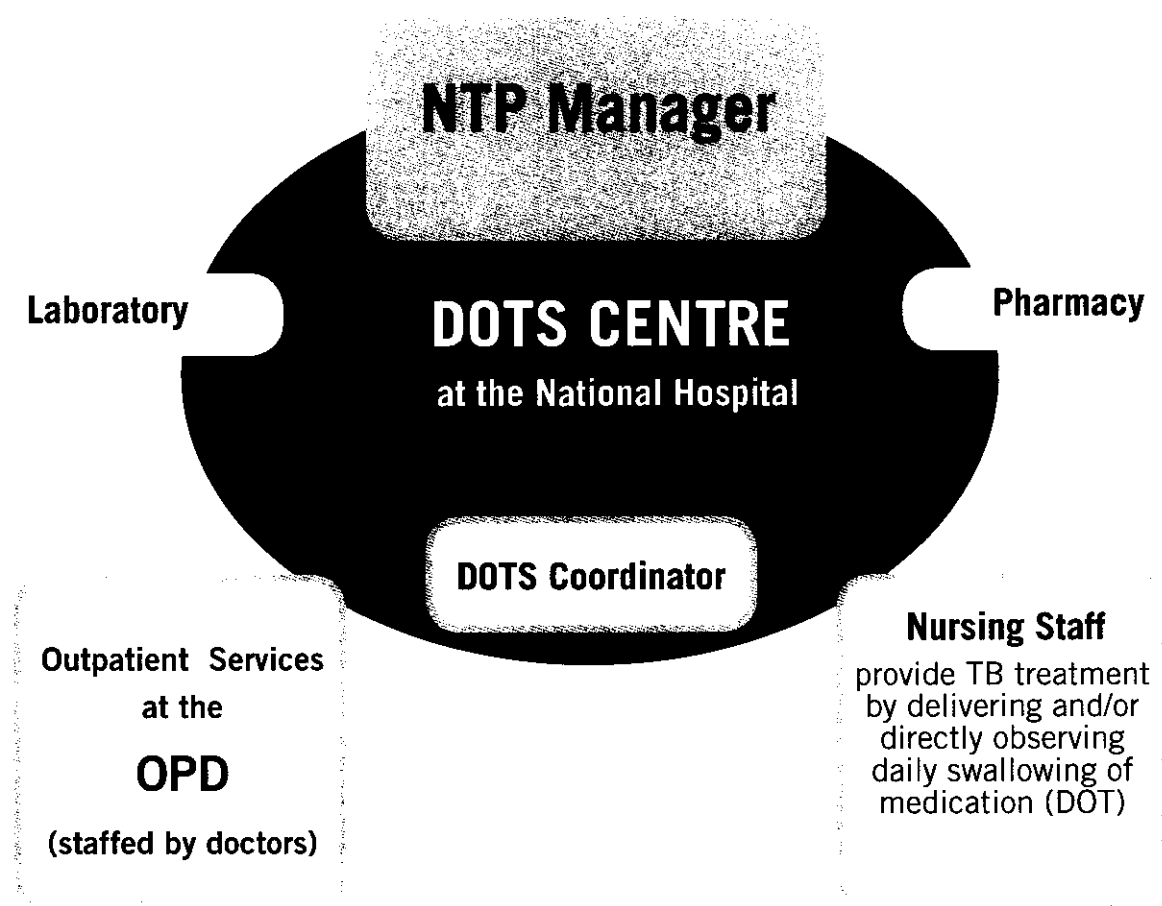 NTP Manager
Laboratory
DOTS CENTRE
at the National Hospital
Pharmacy
DOTS Coordinator
Outpatient Services
at the
OPD
(staffed by doctors)
Nursing Staff
provide TB treatment
by delivering and/or
directly observing
daily swallowing of
medication (DOT)